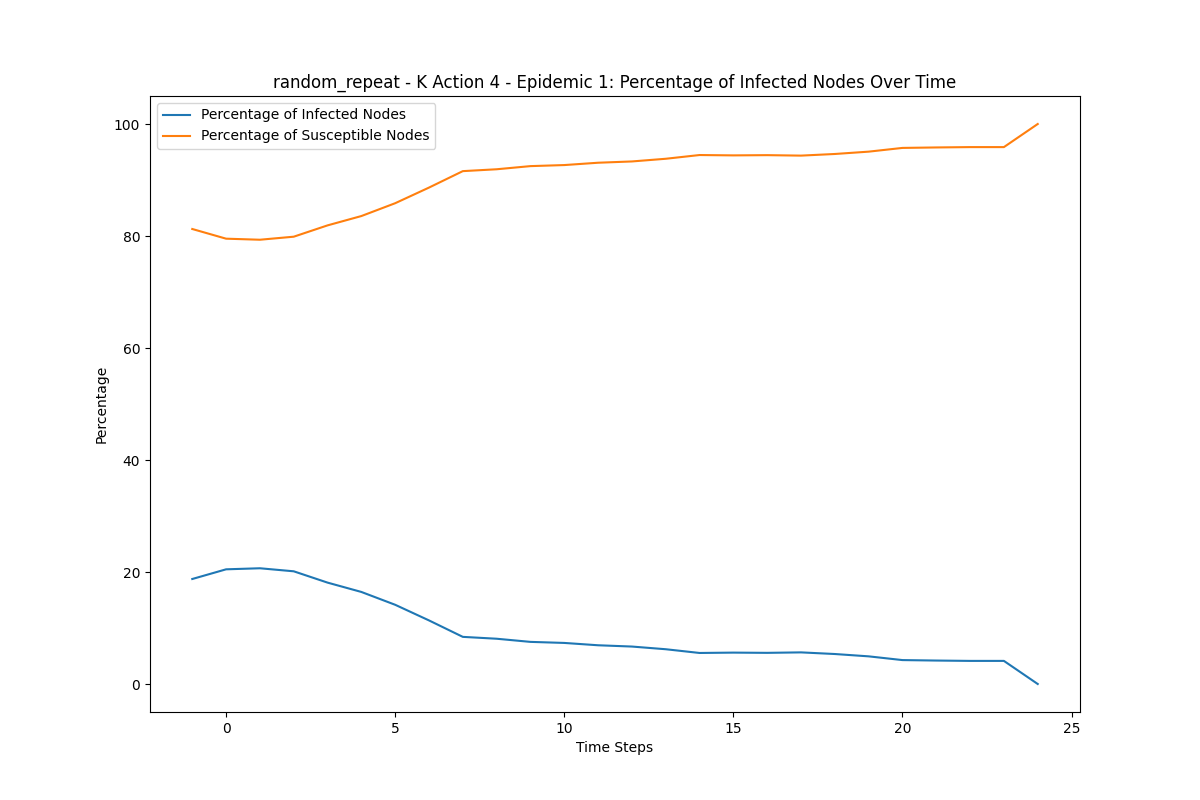 random_repeat - K Action 4 - Epidemic 1: Percentage of Infected Nodes Over Time
Percentage of Infected Nodes
Percentage of Susceptible Nodes
100
80
60
40
20
0
Percentage
0 5 10 15 20 25
Time Steps